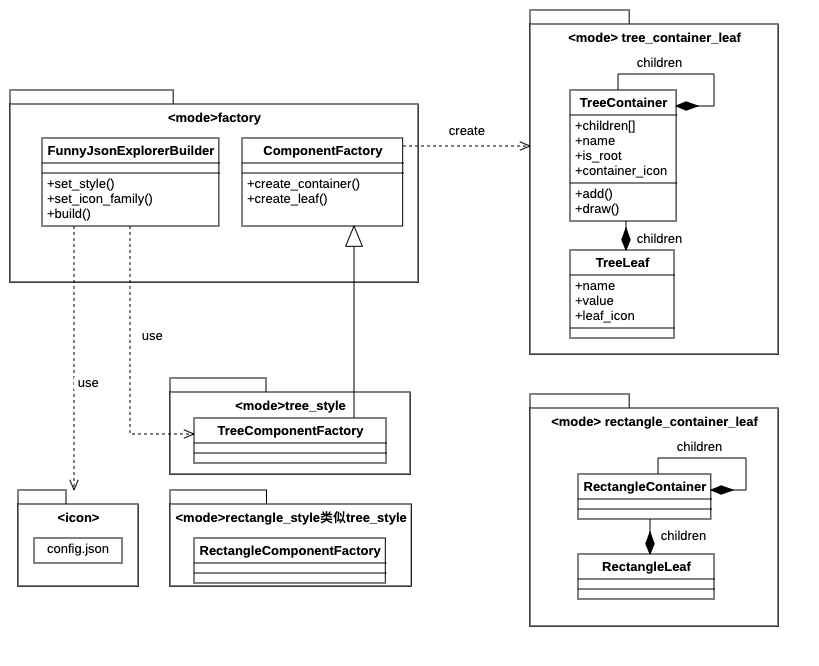 <mode> tree_container_leaf
children
TreeContainer
+children[]
+name
+is_root
+container_icon
+add()
+draw()
children
TreeLeaf
+name
+value
+leaf_icon
<mode>factory
FunnyJsonExplorerBuilder
+set_style()
+set_icon_family()
+build()
ComponentFactory
+create_container()
+create_leaf()
create
use
use
<mode>tree_style
TreeComponentFactory
<mode> rectangle_container_leaf
children
RectangleContainer
children
RectangleLeaf
<icon>
config.json
<mode>rectangle_style类似tree_style
RectangleComponentFactory